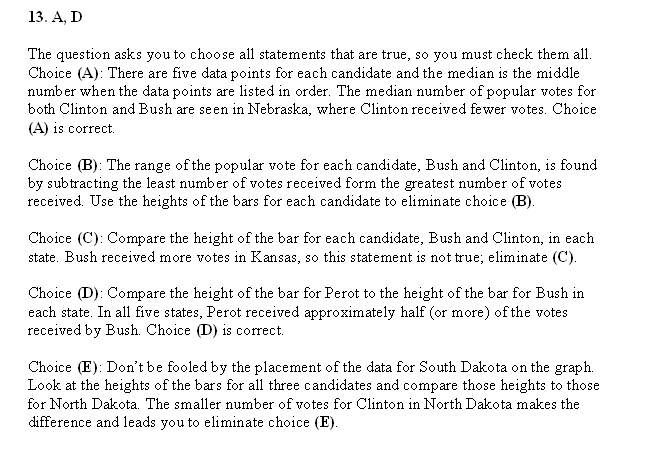 13. A, D
The question asks you to choose all statements that are true, so you must check them all.
Choice (A): There are five data points for each candidate and the median is the middle
number when the data points are listed in order. The median number of popular votes for
both Clinton and Bush are seen in Nebraska, where Clinton received fewer votes. Choice
(A) is correct.
Choice (B): The range of the popular vote for each candidate, Bush and Clinton, is found
by subtracting the least number of votes received form the greatest number of votes
received. Use the heights of the bars for each candidate to eliminate choice (B).
Choice (C): Compare the height of the bar for each candidate, Bush and Clinton, in each
state. Bush received more votes in Kansas, so this statement is not true; eliminate (C).
Choice (D): Compare the height of the bar for Perot to the height of the bar for Bush in
each state. In all five states, Perot received approximately half (or more) of the votes
received by Bush. Choice (D) is correct.
Choice (E): Don't be fooled by the placement of the data for South Dakota on the graph.
Look at the heights of the bars for all three candidates and compare those heights to those
for North Dakota. The smaller number of votes for Clinton in North Dakota makes the
difference and leads you to eliminate choice (E).